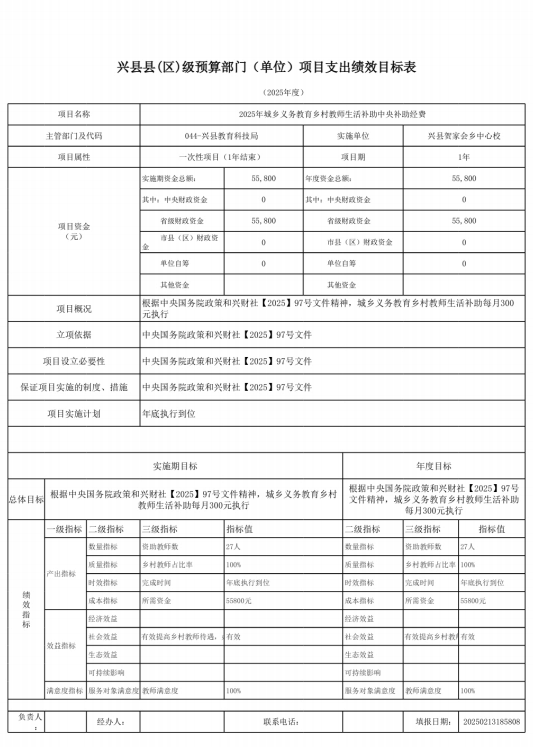 兴县县(区)级预算部门（单位）项目支出绩效目标表
（2025年度）
项目名称 2025年城乡义务教育乡村教师生活补助中央补助经费
主管部门及代码 044-兴县教育科技局 实施单位 兴县贺家会乡中心校
项目属性 一次性项目（1年结束） 项目期 1年
项目资金（元） 实施期资金总额： 55,800 年度资金总额： 55,800
其中：中央财政资金 0 其中：中央财政资金 0
省级财政资金 55,800 省级财政资金 55,800
市县（区）财政资金 0 市县（区）财政资金 0
单位自筹 0 单位自筹 0
其他资金 其他资金
项目概况 根据中央国务院政策和兴财社【2025】97号文件精神，城乡义务教育乡村教师生活补助每月300
元执行
立项依据 中央国务院政策和兴财社【2025】97号文件
项目设立必要性 中央国务院政策和兴财社【2025】97号文件
保证项目实施的制度、措施 中央国务院政策和兴财社【2025】97号文件
项目实施计划 年底执行到位
实施期目标 年度目标
总体目标 根据中央国务院政策和兴财社【2025】97号文件精神，城乡义务教育乡村
教师生活补助每月300元执行
根据中央国务院政策和兴财社【2025】97号
文件精神，城乡义务教育乡村教师生活补助
每月300元执行
绩效指标 一级指标 二级指标 三级指标 指标值 二级指标 三级指标 指标值
产出指标 数量指标 资助教师数 27人 数量指标 资助教师数 27人
质量指标 乡村教师占比率 100% 质量指标 乡村教师占比率 100%
时效指标 完成时间 年底执行到位 时效指标 完成时间 年底执行到位
成本指标 所需资金 55800元 成本指标 所需资金 55800元
效益指标 经济效益 经济效益
社会效益 有效提高乡村教师待遇， 有效 社会效益 有效提高乡村教师 有效
生态效益 生态效益
可持续影响 可持续影响
满意度指标 服务对象满意度 教师满意度 100% 服务对象满意度 教师满意度 100%
负责人： 经办人： 联系电话： 填报日期： 20250213185808